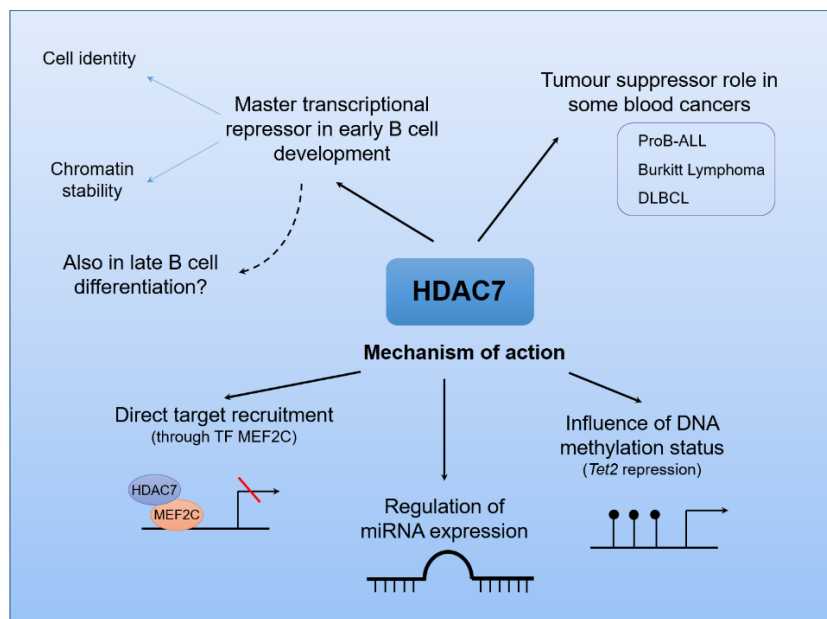 Cell identity
Master transcriptional
repressor in early B cell
development
Chromatin
stability
Also in late B cell
differentiation?
Tumour suppressor role in
some blood cancers
ProB-ALL
Burkitt Lymphoma
DLBCL
HDAC7
Mechanism of action
Direct target recruitment
(through TF MEF2C)
HDAC7
MEF2C
Regulation of
miRNA expression
Influence of DNA
methylation status
(Tet2 repression)